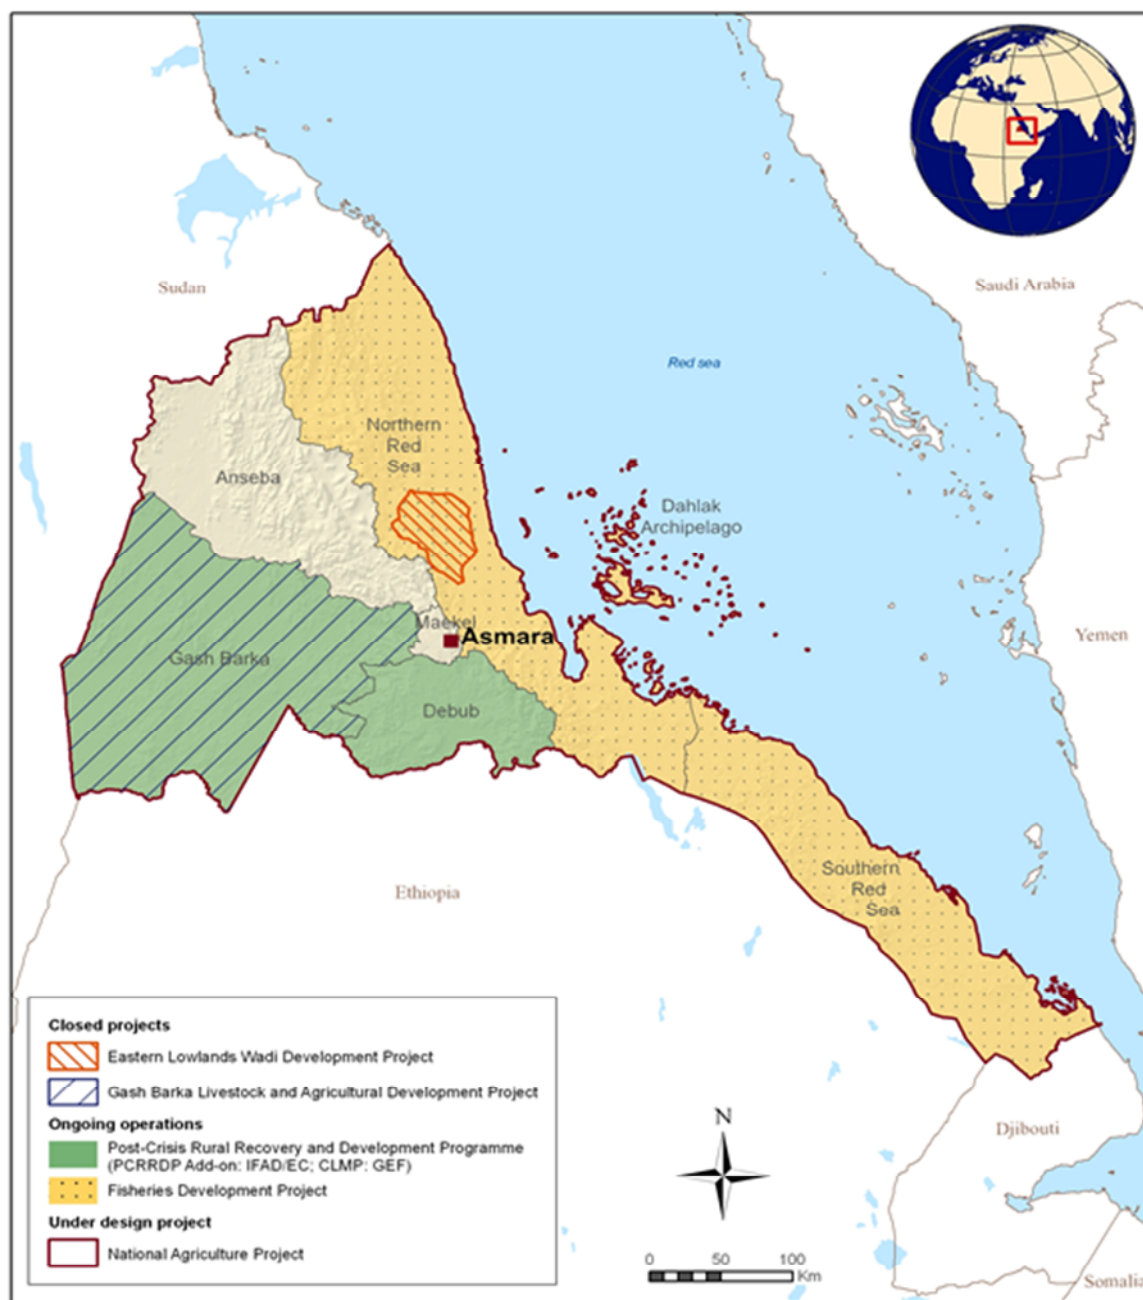 Sudan
Saudi Arabia
Red sea
Northern
Red
Sea
Anseba
Dahlak
Archipelago
Maekel
Asmara
Yemen
Gash Barka
Debub
Southern
Red
Sea
Ethiopia
Closed projects
Eastern Lowlands Wadi Development Project
Gash Barka Livestock and Agricultural Development Project
Ongoing operations
Post-Crisis Rural Recovery and Development Programme
(PCRRDP Add-on: IFAD/EC; CLMP: GEF)
Fisheries Development Project
Under design project
National Agriculture Project
N
Djibouti
0 50 100
Km
Somalia